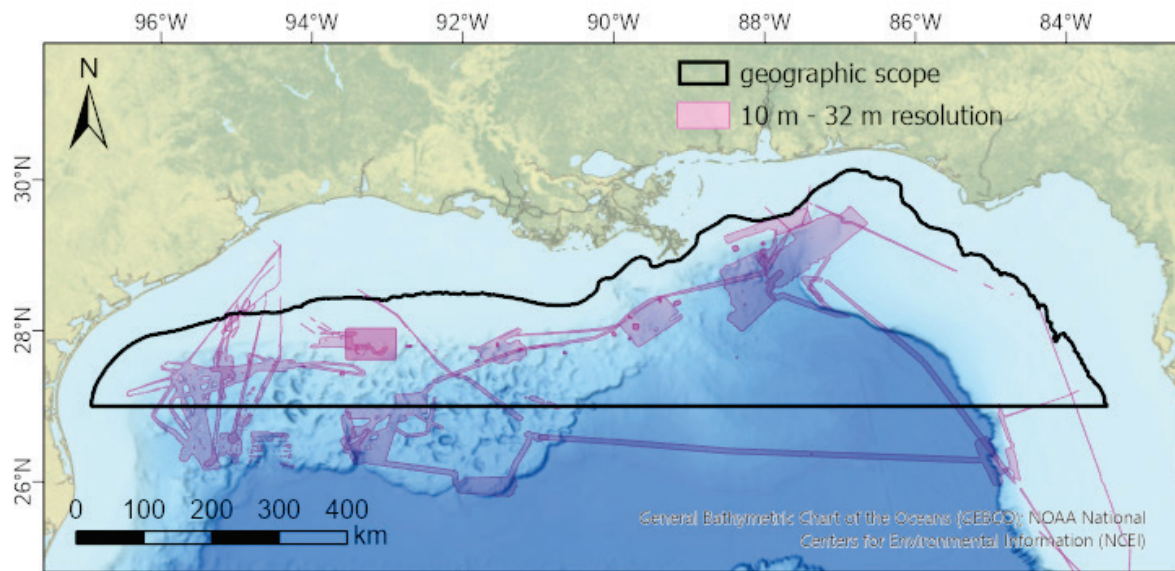 96°W 94°W 92°W 90°W 88°W 86°W 84°W
N
geographic scope
10 m - 32 m resolution
30°N
28°N
26°N
0 100 200 300 400
km
General Bathymetric Chart of the Oceans (GEBCO); NOAA National
Centers for Environmental Information (NCEI)